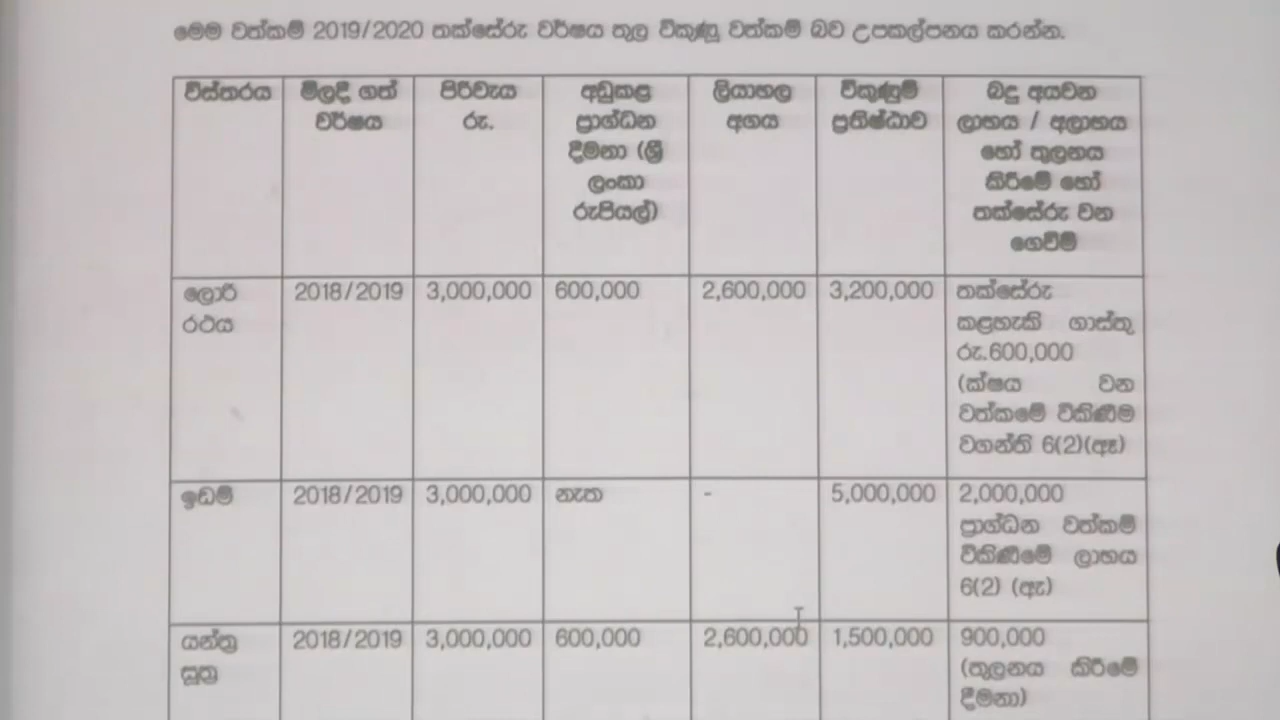 මෙම වත්කම් 2019/2020 තක්සේරු වර්ෂය තුල විකුණු වත්කම් බව උපකල්පනය කරන්න.
විස්තරය
මිලදී ගත් වර්ෂය
පිරිවැය රු.
අඩුකළ ප්‍රාග්ධන දීමනා (ශ්‍රී ලංකා රුපියල්)
ලියාහල අගය
විකුණුම් ප්‍රතිෂ්ඨාව
බදු අයවන ලාභය / අලාභය හෝ තුලනය කිරීමේ හෝ තක්සේරු වන ගෙවීම්
ලොරි රථය
2018/2019
3,000,000
600,000
2,600,000
3,200,000
තක්සේරු කළහැකි ගාස්තු රු.600,000 (ක්ෂය වන වත්කමේ විකිණීම වගන්ති 6(2)(ඈ)
ඉඩම්
2018/2019
3,000,000
නැත
-
5,000,000
2,000,000 ප්‍රාග්ධන වත්කම් විකිණීමේ ලාභය 6(2) (ඇ)
යන්ත්‍ර සූත්‍ර
2018/2019
3,000,000
600,000
2,600,000
1,500,000
900,000 (තුලනය කිරීමේ දීමනා)